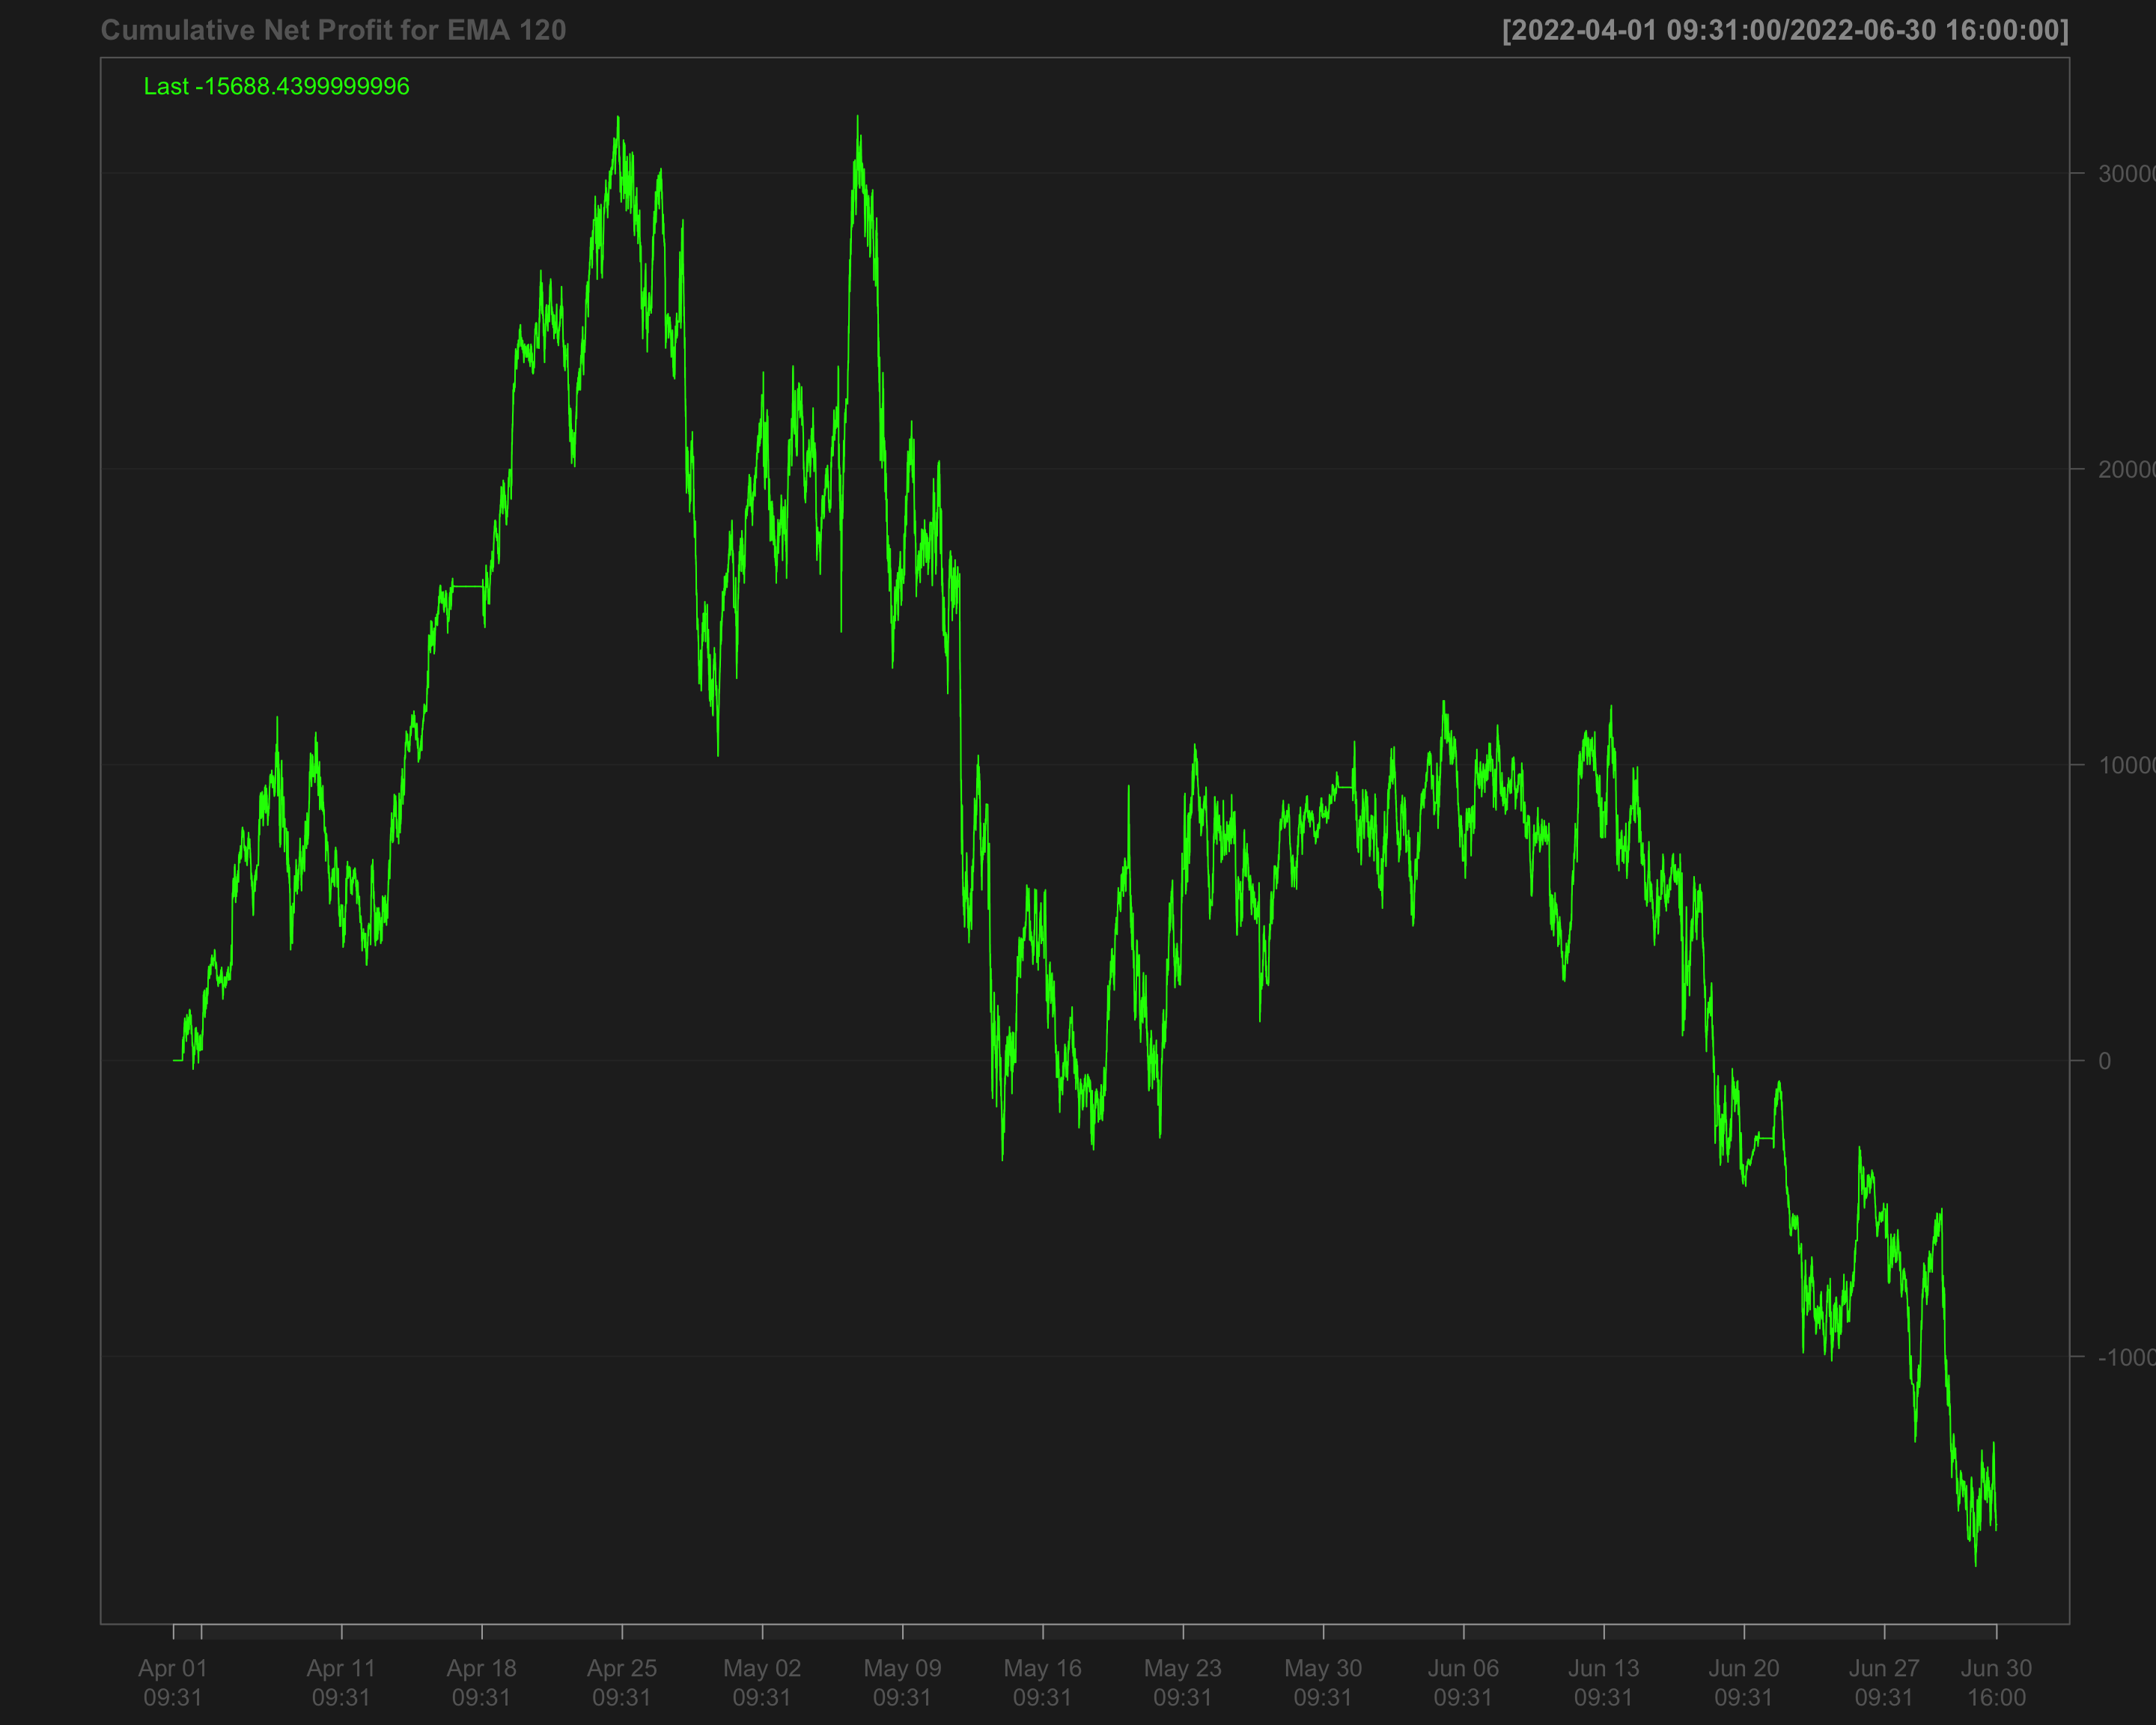 Cumulative Net Profit for EMA 120 [2022-04-01 09:31:00/2022-06-30 16:00:00]
Last -15688.4399999996
30000
20000
10000
0
-1000
Apr 01 Apr 11 Apr 18 Apr 25 May 02 May 09 May 16 May 23 May 30 Jun 06 Jun 13 Jun 20 Jun 27 Jun 30
09:31 09:31 09:31 09:31 09:31 09:31 09:31 09:31 09:31 09:31 09:31 09:31 09:31 16:00